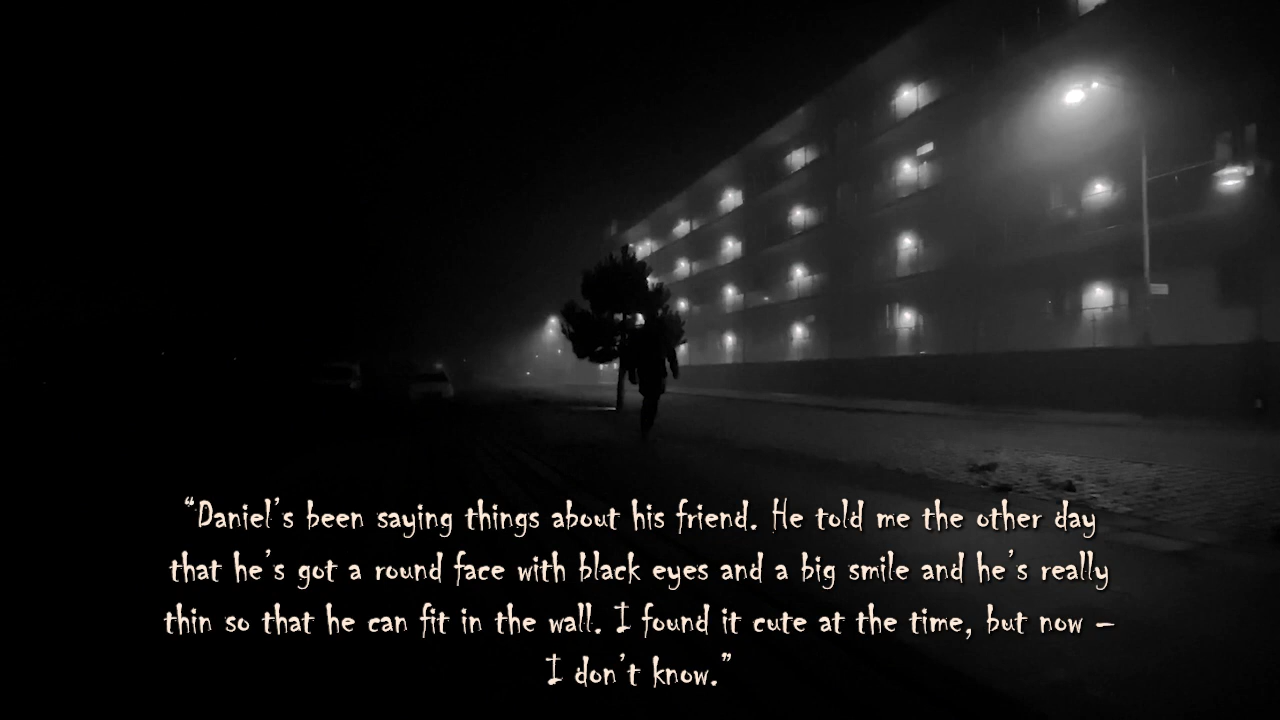 “Daniel’s been saying things about his friend. He told me the other day
that he’s got a round face with black eyes and a big smile and he’s really
thin so that he can fit in the wall. I found it cute at the time, but now –
I don’t know.”